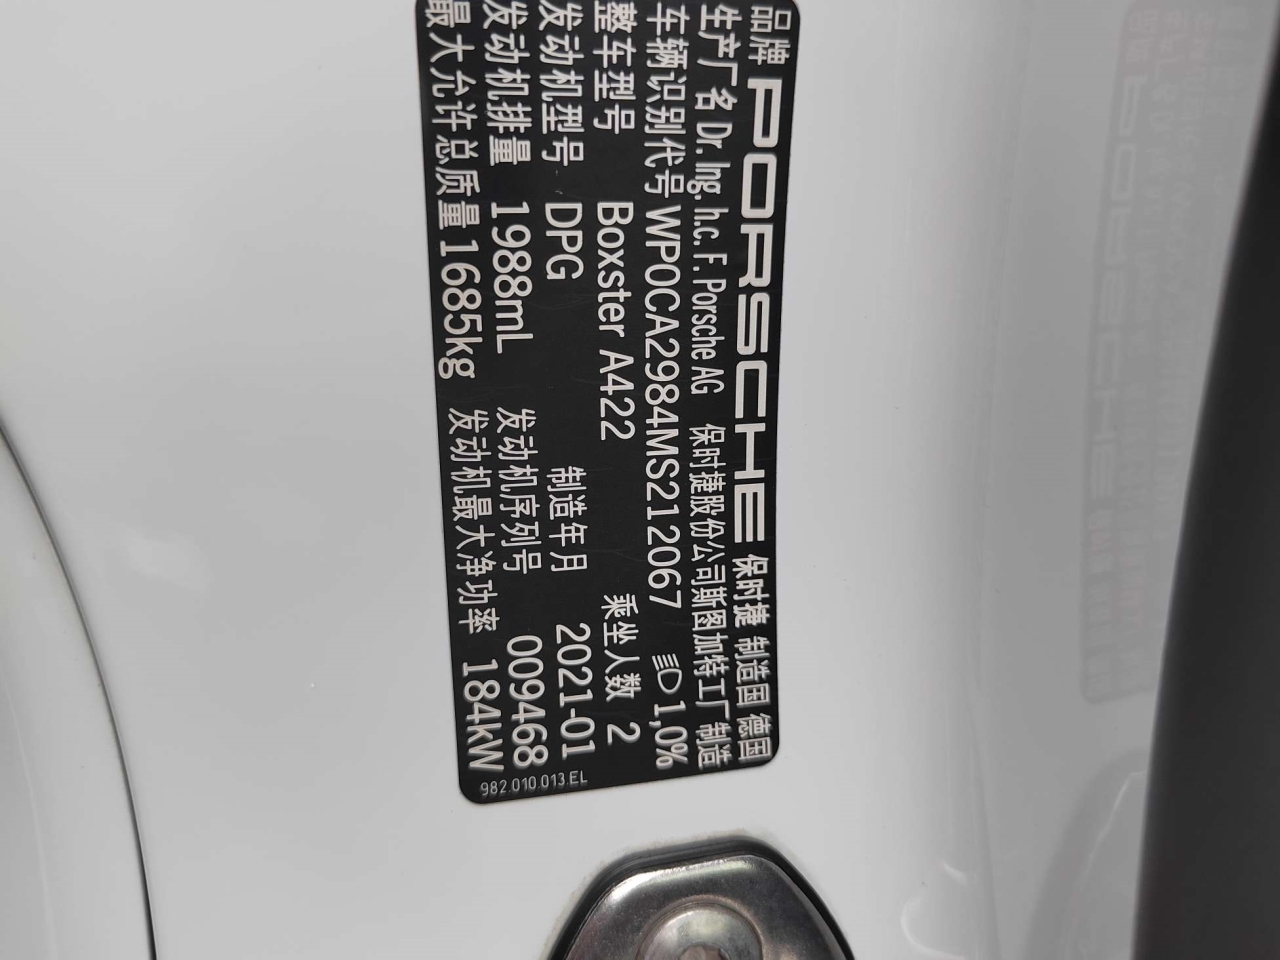 品牌 PORSCHE 保时捷 制造国 德国
生产厂名 Dr. Ing. h.c. F. Porsche AG 保时捷股份公司斯图加特工厂 制造
车辆识别代号 WP0CA2984MS212067 1,0%
整车型号 Boxster A422 乘坐人数 2
发动机型号 DPG 制造年月 2021-01
发动机排量 1988mL 发动机序列号 009468
最大允许总质量 1685kg 发动机最大净功率 184kW
982.010.013.EL